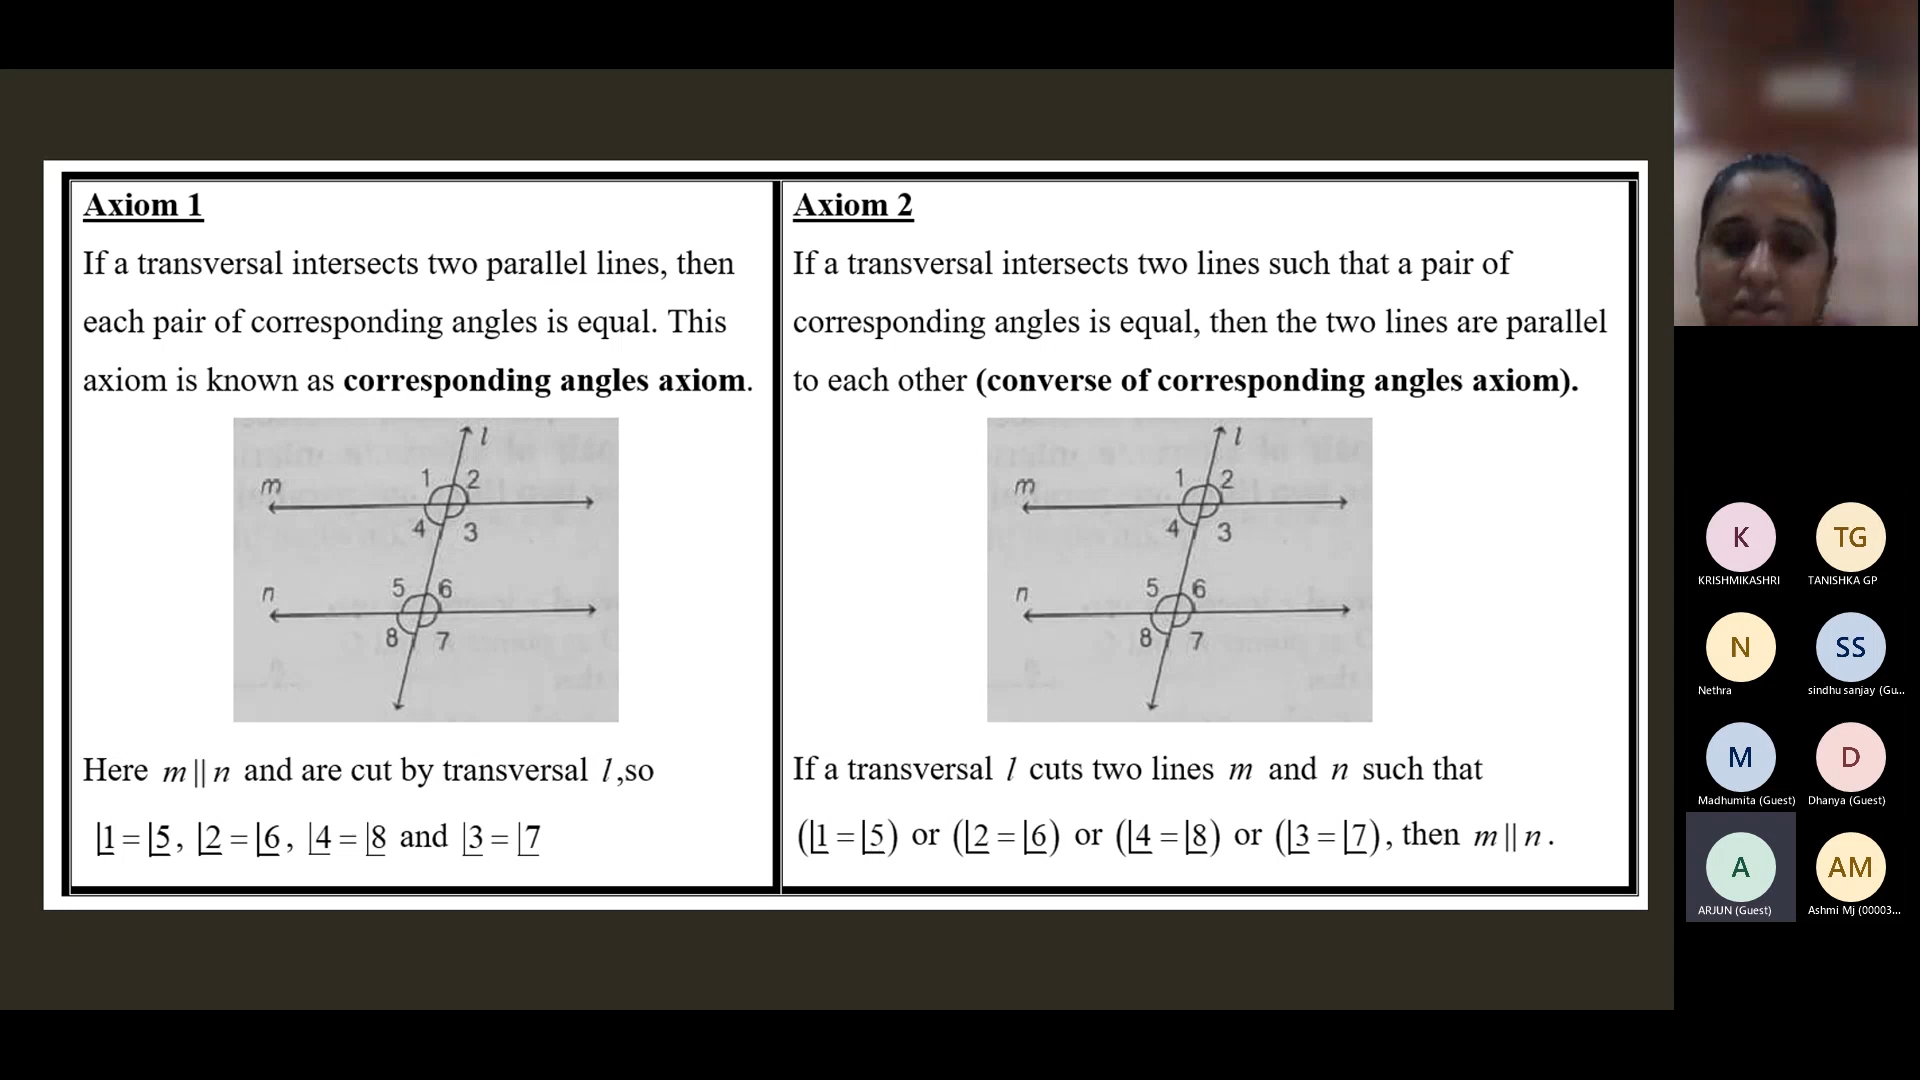 Axiom 1
If a transversal intersects two parallel lines, then
each pair of corresponding angles is equal. This
axiom is known as corresponding angles axiom.
l
1 2
m
4 3
5 6
n
8 7
Here m || n and are cut by transversal l ,so
⌊1 = ⌊5, ⌊2 = ⌊6, ⌊4 = ⌊8 and ⌊3 = ⌊7
Axiom 2
If a transversal intersects two lines such that a pair of
corresponding angles is equal, then the two lines are parallel
to each other (converse of corresponding angles axiom).
l
1 2
m
4 3
5 6
n
8 7
If a transversal l cuts two lines m and n such that
(⌊1 = ⌊5) or (⌊2 = ⌊6) or (⌊4 = ⌊8) or (⌊3 = ⌊7), then m || n.
K TG
KRISHMIKASHRI TANISHKA GP
N SS
Nethra sindhu sanjay (Gu...
M D
Madhumita (Guest) Dhanya (Guest)
A AM
ARJUN (Guest) Ashmi Mj (00003...